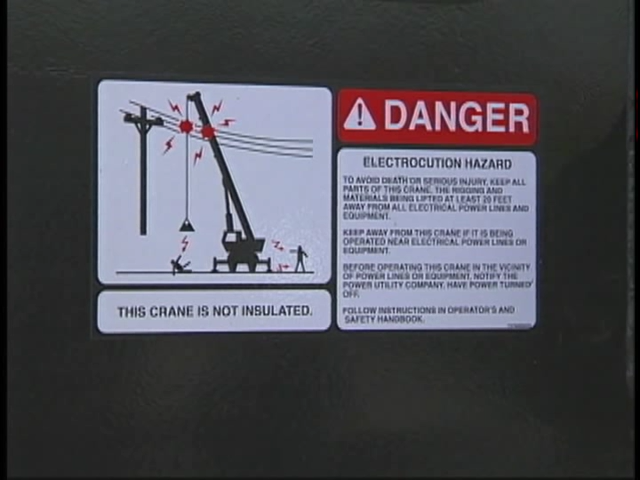 DANGER
ELECTROCUTION HAZARD
TO AVOID DEATH OR SERIOUS INJURY, KEEP ALL
PARTS OF THIS CRANE, THE RIGGING AND
MATERIALS BEING LIFTED AT LEAST 20 FEET
AWAY FROM ALL ELECTRICAL POWER LINES AND
EQUIPMENT.
KEEP AWAY FROM THIS CRANE IF IT IS BEING
OPERATED NEAR ELECTRICAL POWER LINES OR
EQUIPMENT.
BEFORE OPERATING THIS CRANE IN THE VICINITY
OF POWER LINES OR EQUIPMENT, NOTIFY THE
POWER UTILITY COMPANY. HAVE POWER TURNED
OFF.
FOLLOW INSTRUCTIONS IN OPERATOR'S AND
SAFETY HANDBOOK.
THIS CRANE IS NOT INSULATED.